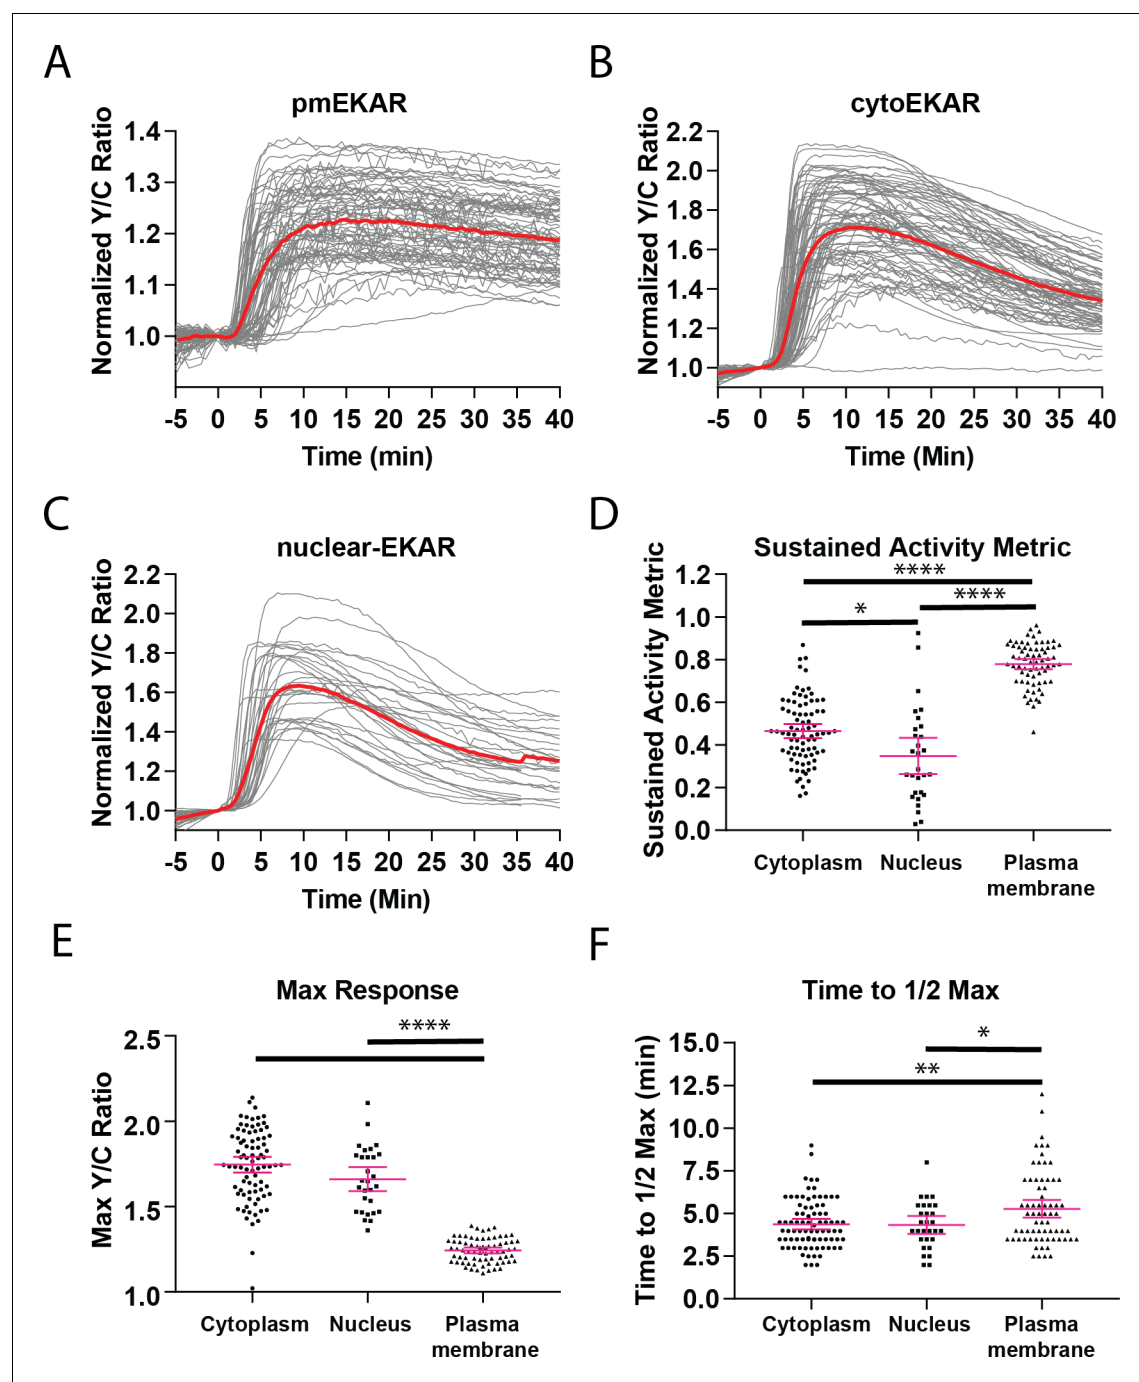 A
pmEKAR
Normalized Y/C Ratio
1.4
1.3
1.2
1.1
1.0
-5 0 5 10 15 20 25 30 35 40
Time (min)
B
cytoEKAR
Normalized Y/C Ratio
2.2
2.0
1.8
1.6
1.4
1.2
1.0
-5 0 5 10 15 20 25 30 35 40
Time (Min)
C
nuclear-EKAR
Normalized Y/C Ratio
2.2
2.0
1.8
1.6
1.4
1.2
1.0
-5 0 5 10 15 20 25 30 35 40
Time (Min)
D
Sustained Activity Metric
Sustained Activity Metric
1.2
1.0
0.8
0.6
0.4
0.2
0.0
****
* ****
Cytoplasm Nucleus Plasma
membrane
E
Max Response
Max Y/C Ratio
2.5
2.0
1.5
1.0
****
Cytoplasm Nucleus Plasma
membrane
F
Time to 1/2 Max
Time to 1/2 Max (min)
15.0
12.5
10.0
7.5
5.0
2.5
0.0
*
**
Cytoplasm Nucleus Plasma
membrane